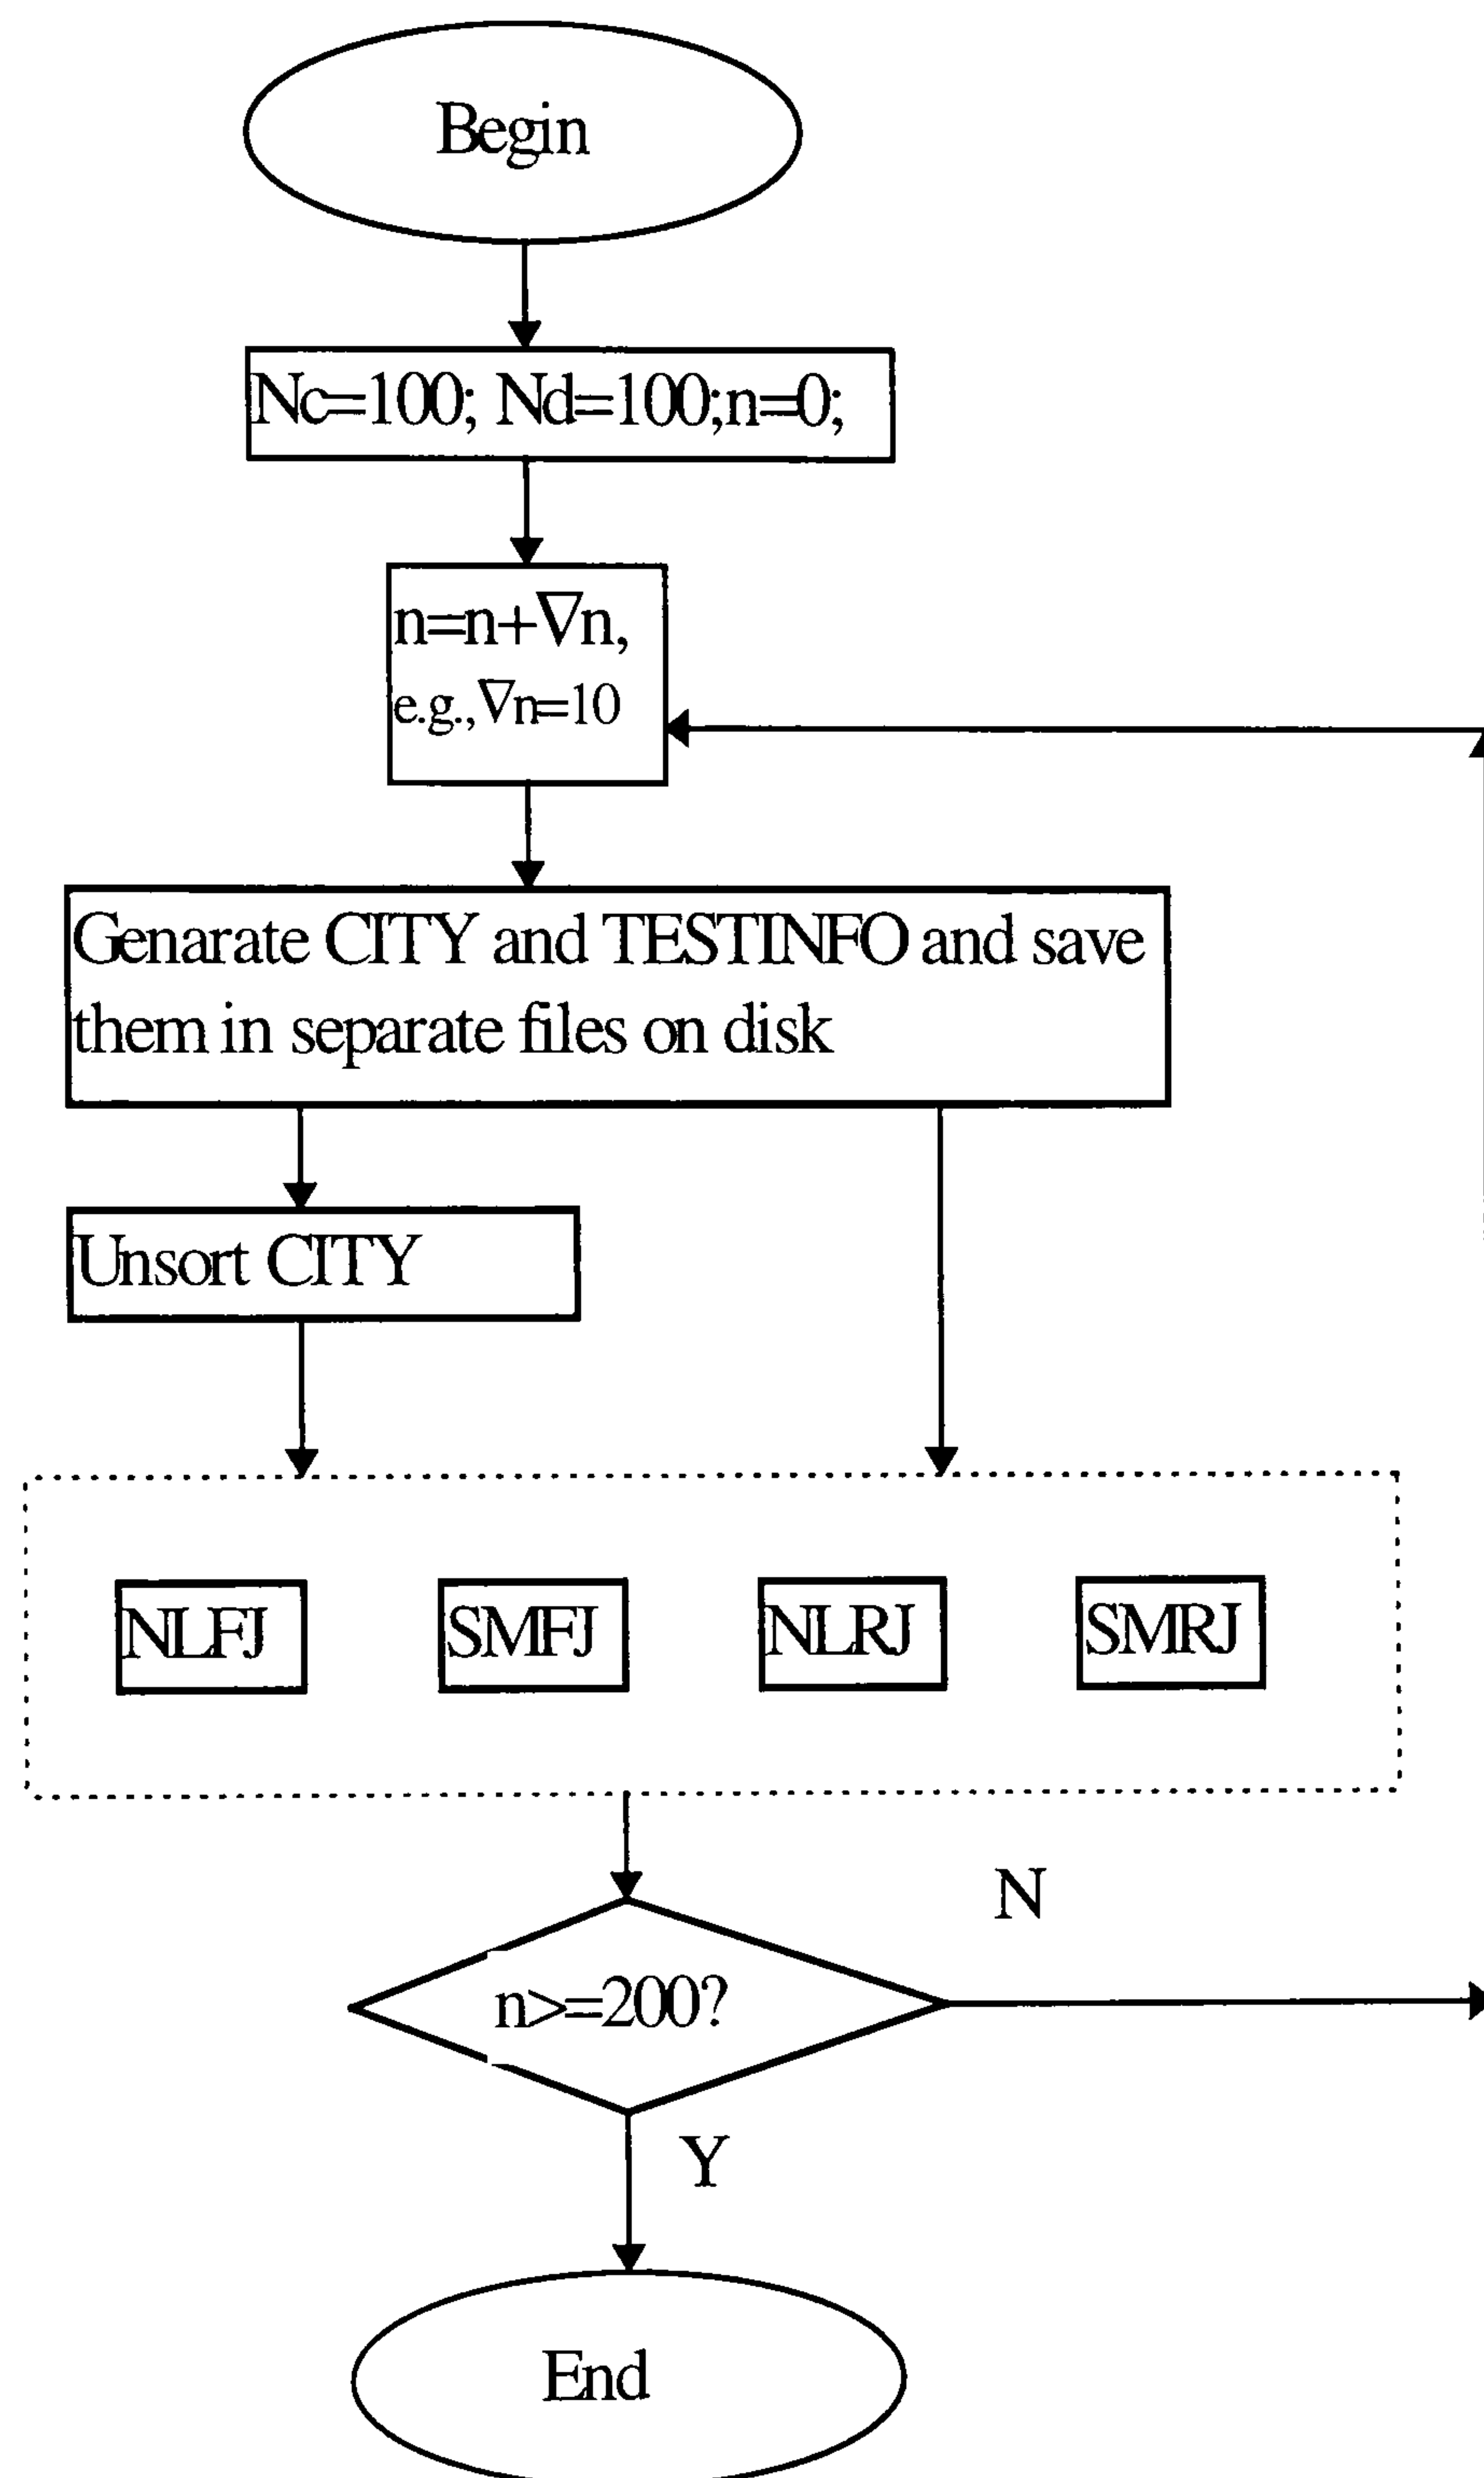 Begin
Nc=100; Nd=100;n=0;
n=n+∇n,
e.g.,∇n=10
Genarate CITY and TESTINFO and save
them in separate files on disk
Unsort CITY
NLFJ
SMFJ
NLRJ
SMRJ
N
n>=200?
Y
End